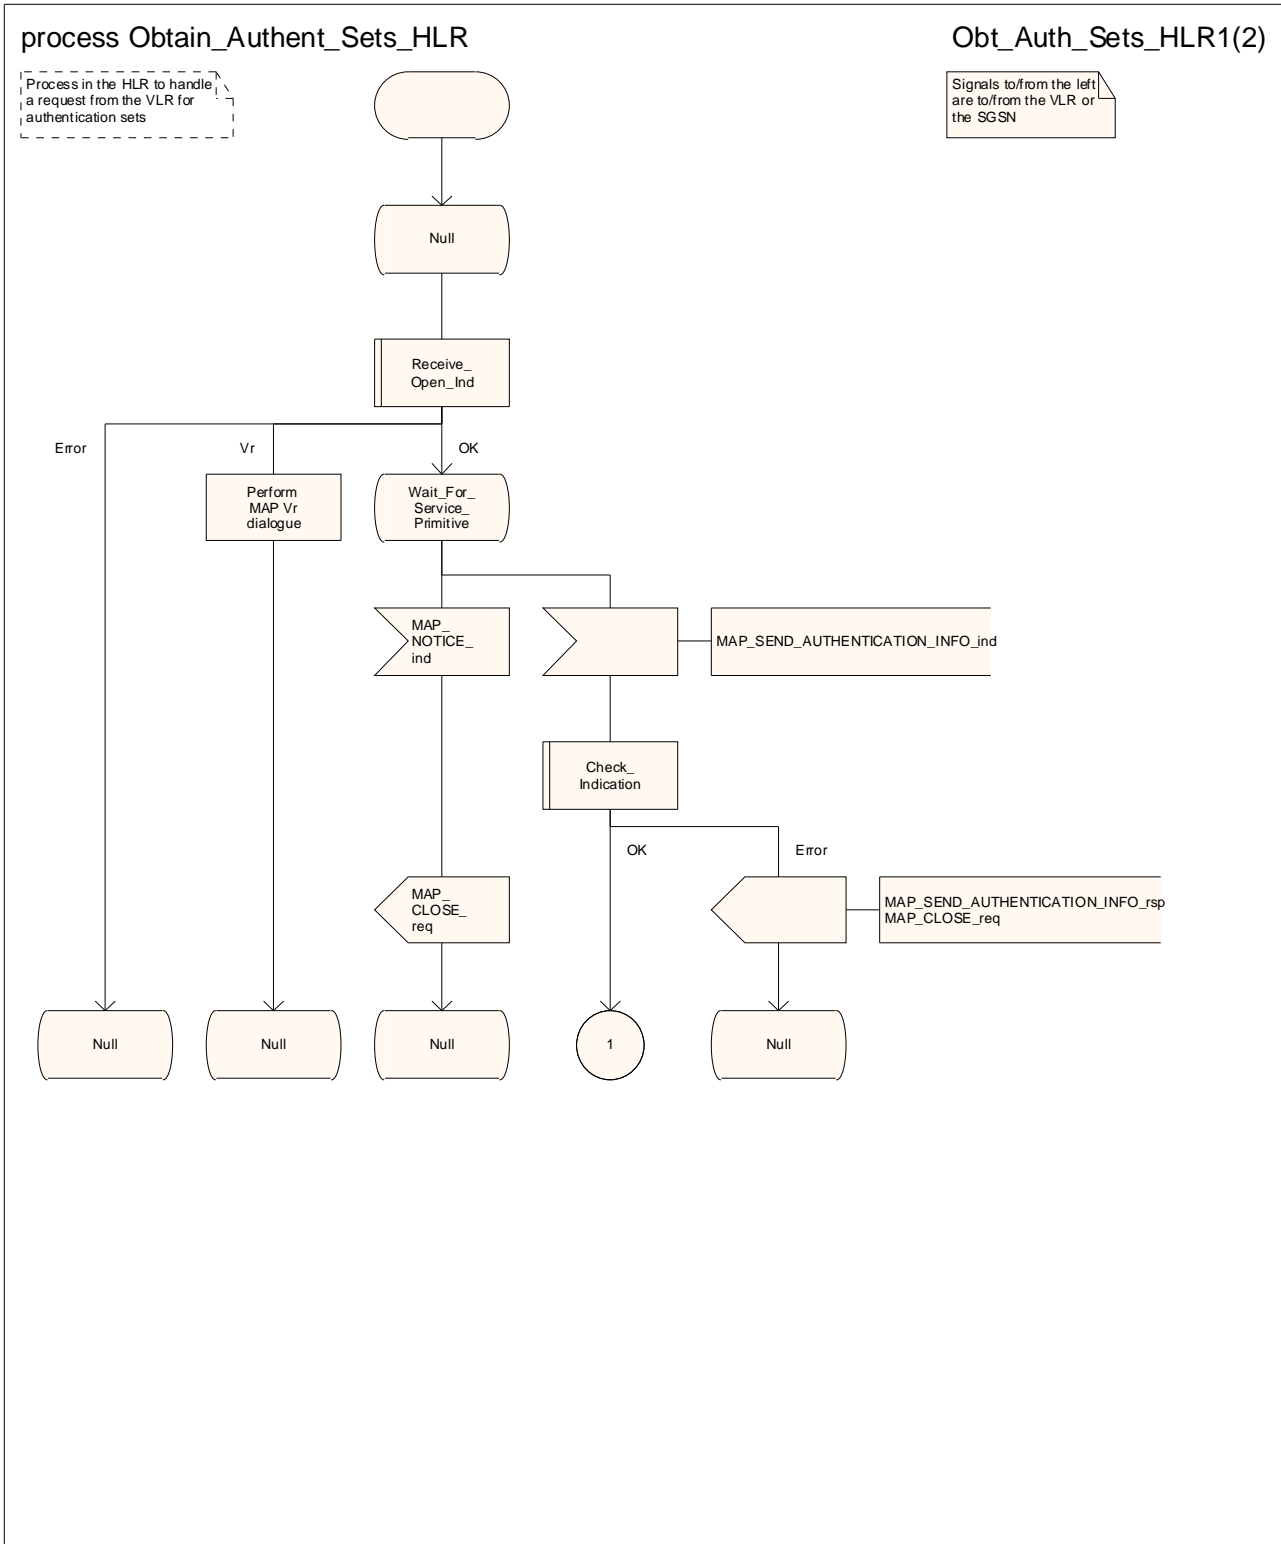 process Obtain_Authent_Sets_HLR
Obt_Auth_Sets_HLR1(2)
Process in the HLR to handle
a request from the VLR for
authentication sets
Signals to/from the left
are to/from the VLR or
the SGSN
Null
Receive_
Open_Ind
Error
Vr
OK
Perform
MAP Vr
dialogue
Wait_For_
Service_
Primitive
MAP_
NOTICE_
ind
MAP_SEND_AUTHENTICATION_INFO_ind
Check_
Indication
OK
Error
MAP_
CLOSE_
req
MAP_SEND_AUTHENTICATION_INFO_rsp
MAP_CLOSE_req
Null
Null
Null
1
Null